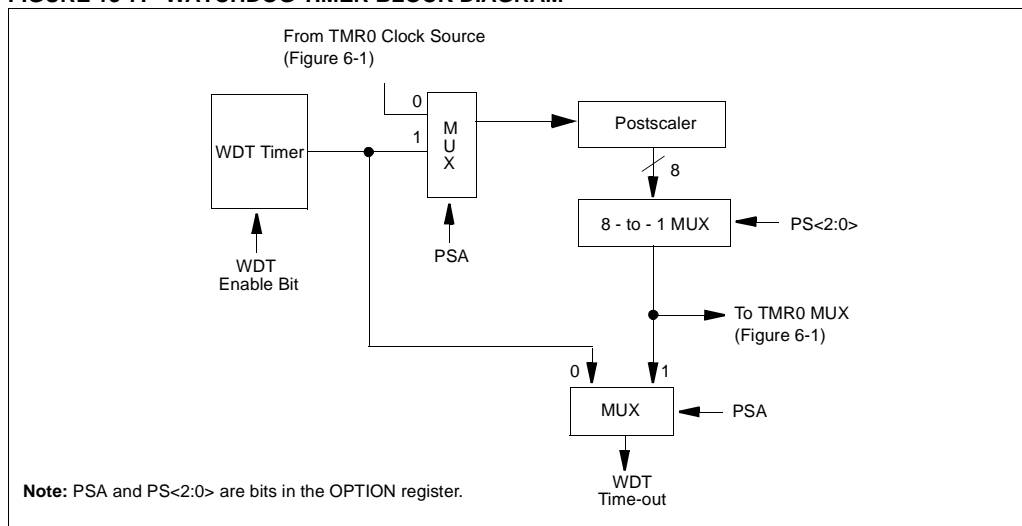 From TMR0 Clock Source
(Figure 6-1)
0
1
M
U
X
WDT Timer
Postscaler
8
8 - to - 1 MUX
PS<2:0>
PSA
WDT
Enable Bit
To TMR0 MUX
(Figure 6-1)
0
1
MUX
PSA
WDT
Time-out
Note: PSA and PS<2:0> are bits in the OPTION register.